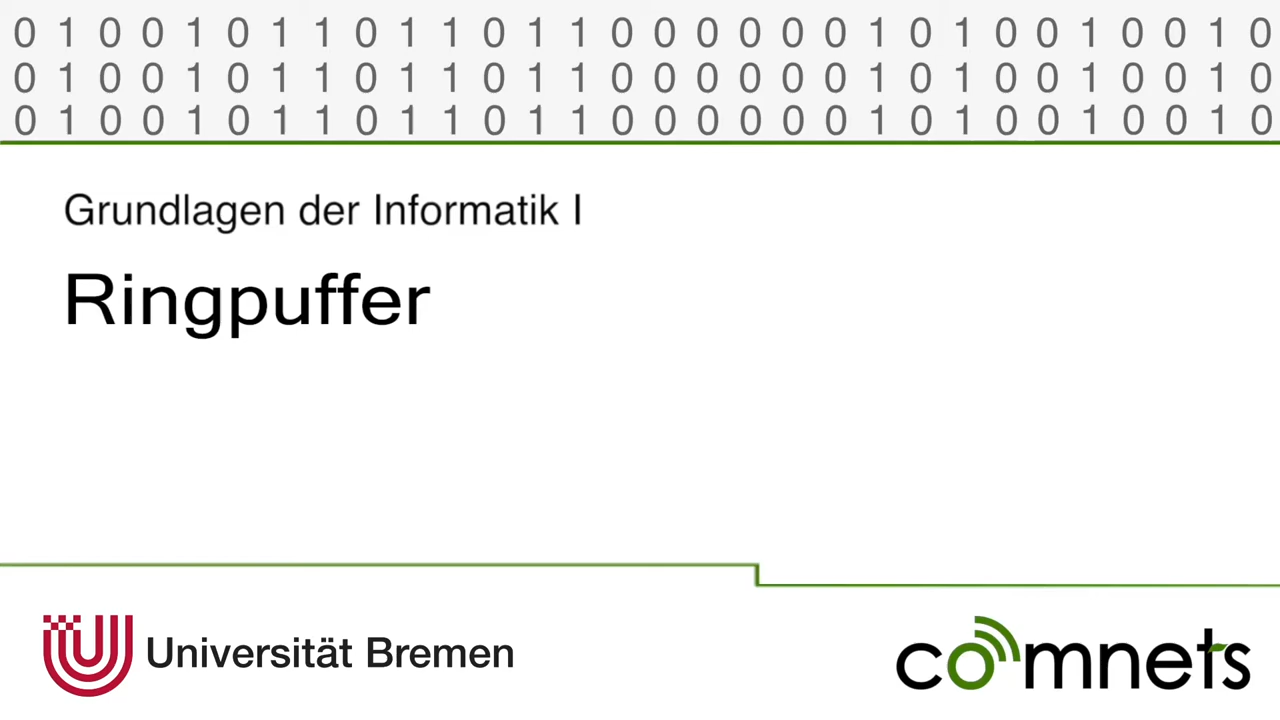 0 1 0 0 1 0 1 1 0 1 1 0 1 1 0 0 0 0 0 0 1 0 1 0 0 1 0 0 1 0
0 1 0 0 1 0 1 1 0 1 1 0 1 1 0 0 0 0 0 0 1 0 1 0 0 1 0 0 1 0
0 1 0 0 1 0 1 1 0 1 1 0 1 1 0 0 0 0 0 0 1 0 1 0 0 1 0 0 1 0
Grundlagen der Informatik I
Ringpuffer
Universität Bremen
comnets